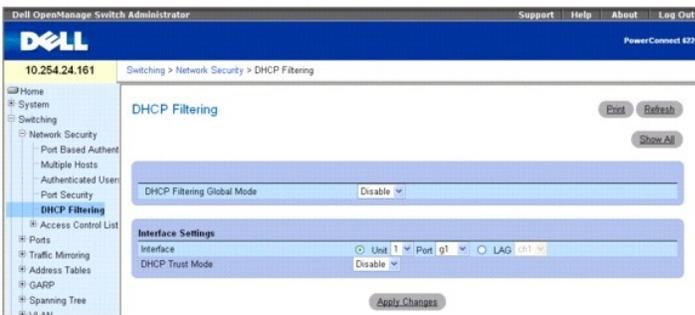 Dell OpenManage Switch Administrator Support Help About Log Out
DELL
PowerConnect 622
10.254.24.161
Switching > Network Security > DHCP Filtering
Home
System
Switching
Network Security
Port Based Authent
Multiple Hosts
Authenticated User
Port Security
DHCP Filtering
Access Control List
Ports
Traffic Mirroring
Address Tables
GARP
Spanning Tree
VLAN
DHCP Filtering
Print Refresh
Show All
DHCP Filtering Global Mode Disable
Interface Settings
Interface Unit 1 Port g1 LAG ch1
DHCP Trust Mode Disable
Apply Changes